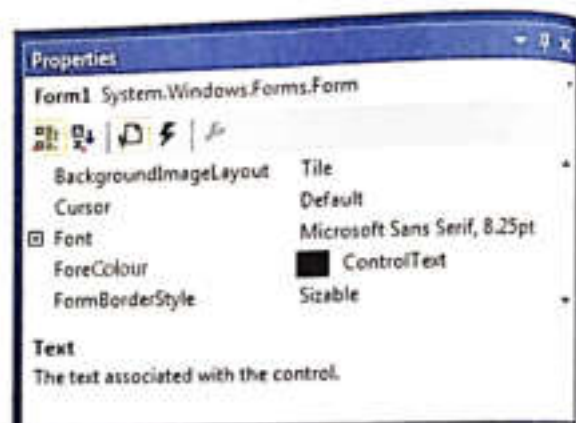 Properties
Form1 System.Windows.Forms.Form
BackgroundImageLayout Tile
Cursor Default
Font Microsoft Sans Serif, 8.25pt
ForeColour ControlText
FormBorderStyle Sizable
Text
The text associated with the control.